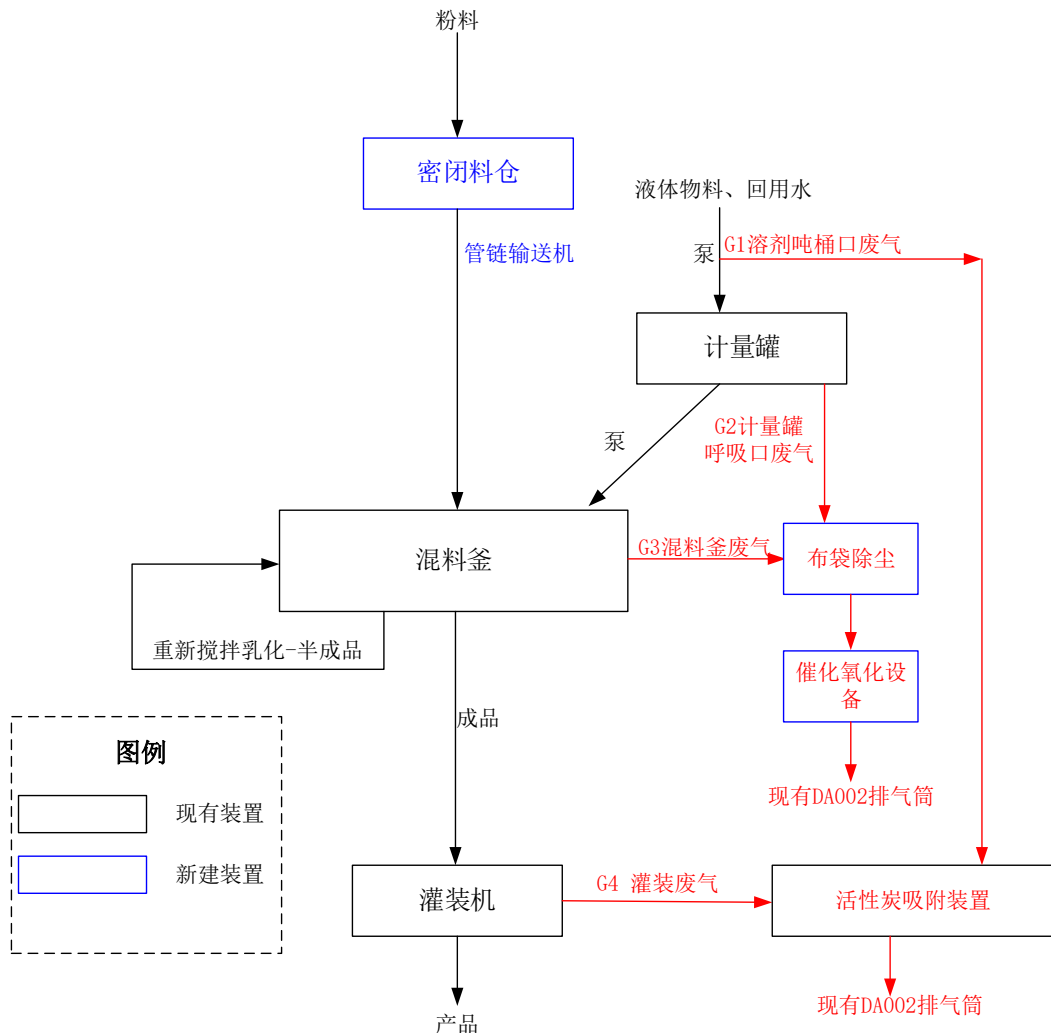 粉料
密闭料仓
液体物料、回用水
管链输送机
泵
G1溶剂吨桶口废气
计量罐
泵
G2计量罐
呼吸口废气
混料釜
G3混料釜废气
布袋除尘
重新搅拌乳化-半成品
催化氧化设
备
成品
现有DA002排气筒
图例
现有装置
新建装置
灌装机
G4 灌装废气
活性炭吸附装置
现有DA002排气筒
产品